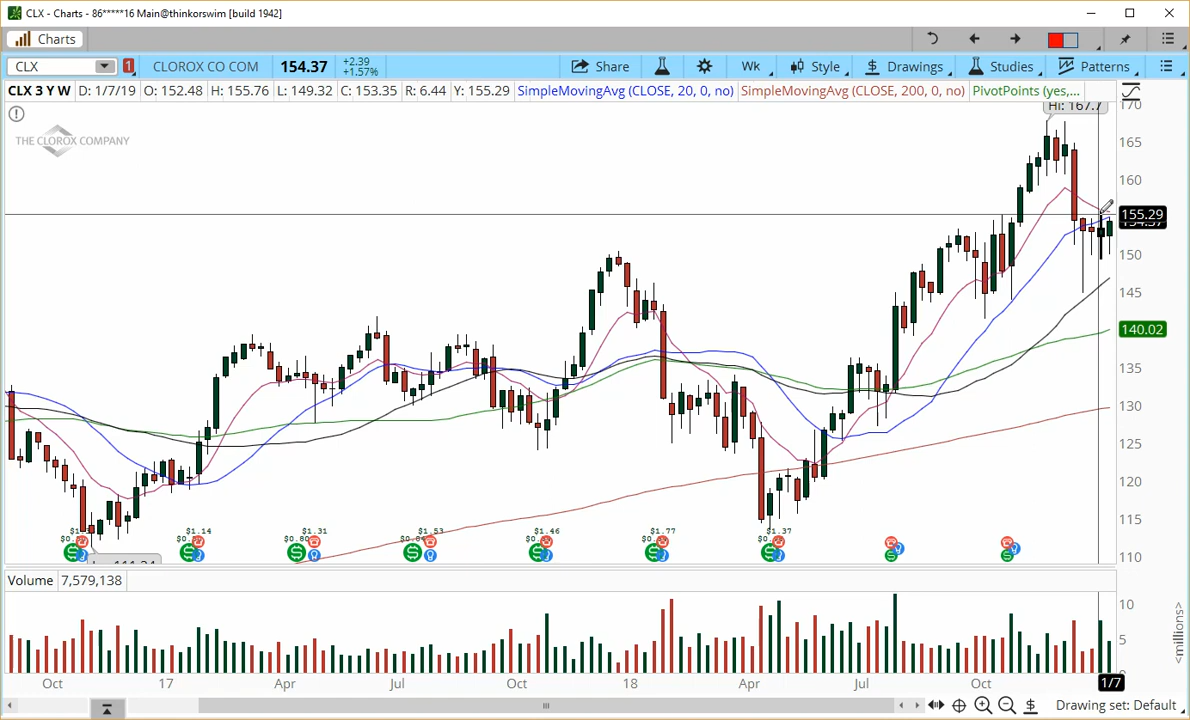 CLX - Charts - 86*****16 Main@thinkorswim [build 1942]
Charts
CLX 1 CLOROX CO COM 154.37 +2.39 +1.57% Share Wk Style Drawings Studies Patterns
CLX 3 Y W D: 1/7/19 O: 152.48 H: 155.76 L: 149.32 C: 153.35 R: 6.44 Y: 155.29 SimpleMovingAvg (CLOSE, 20, 0, no) SimpleMovingAvg (CLOSE, 200, 0, no) PivotPoints (yes,...
THE CLOROX COMPANY
Hi: 167.7
170
165
160
155.29
150
145
140.02
135
130
125
120
115
110
$1.14 $1.31 $1.53 $1.46 $1.77 $1.37
Volume 7,579,138
10
5
<millions>
Oct 17 Apr Jul Oct 18 Apr Jul Oct 1/7
Drawing set: Default